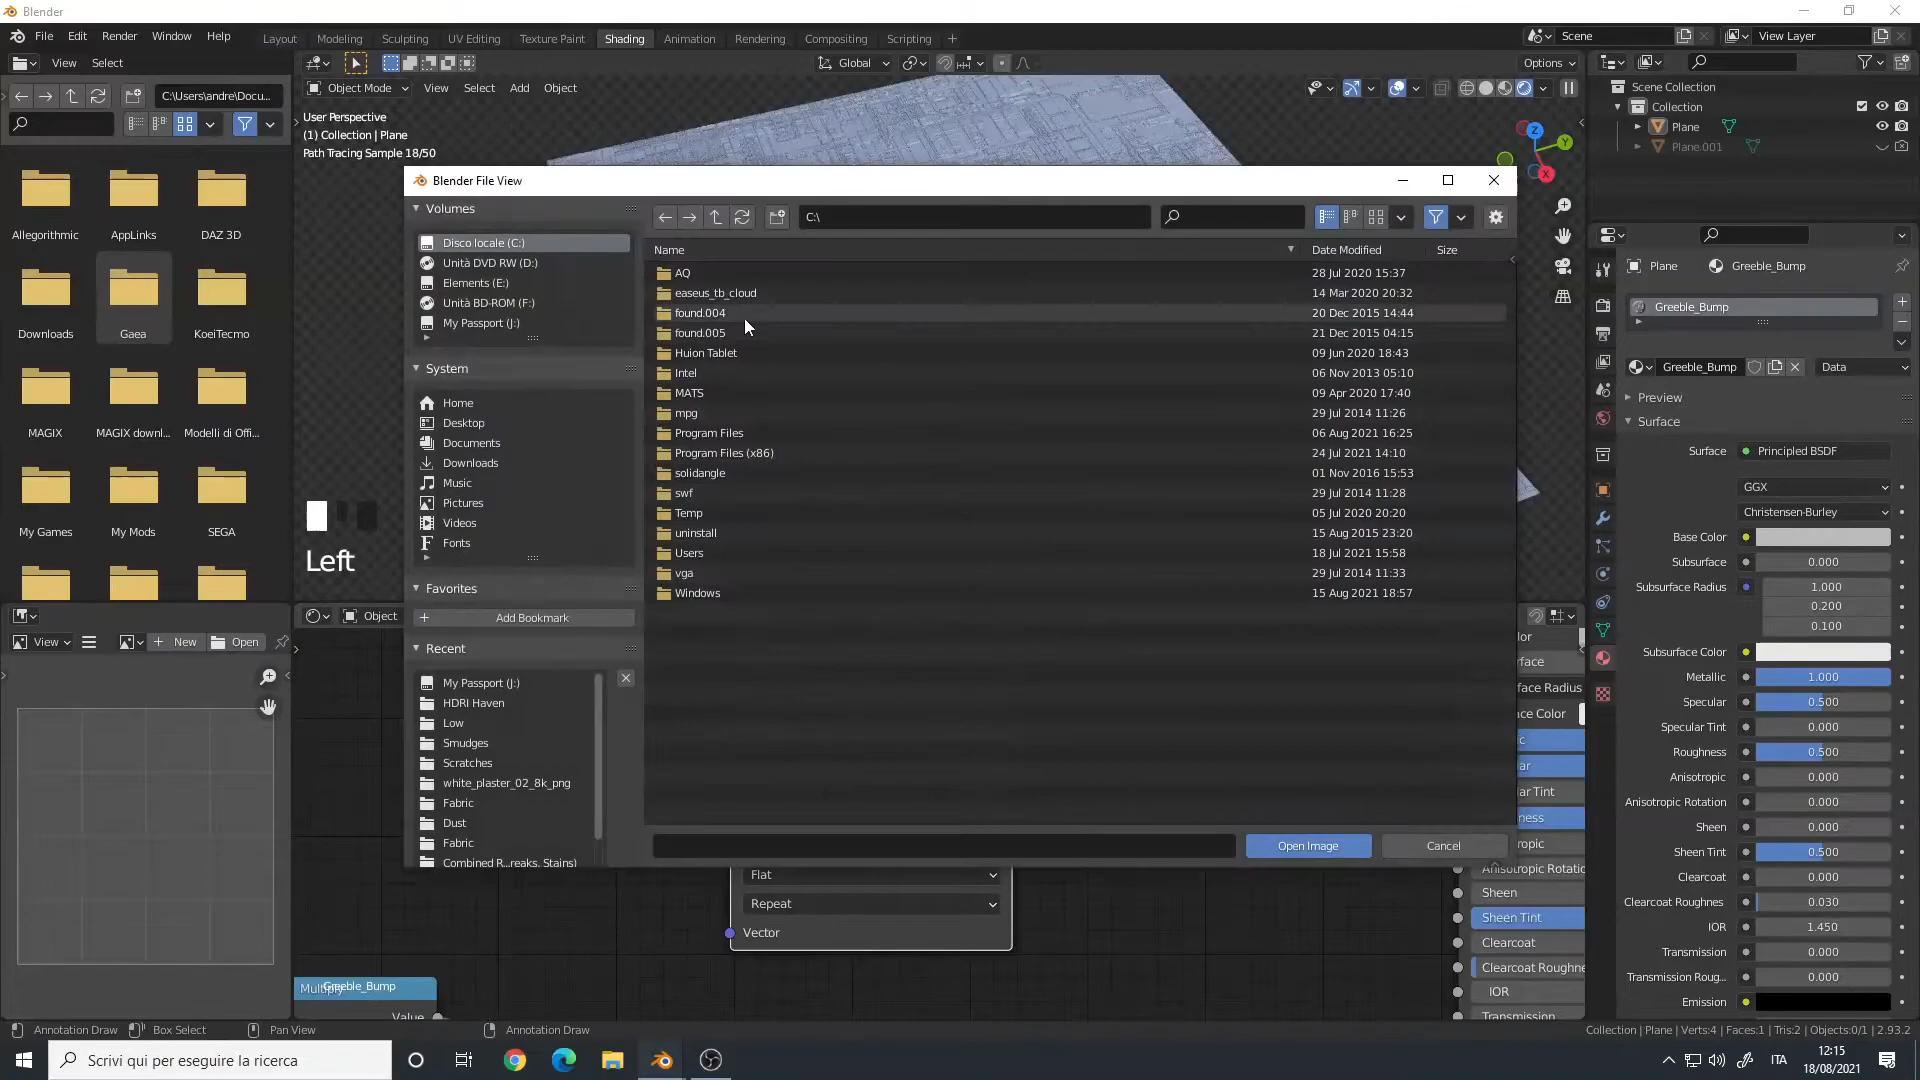 Blender
File Edit Render Window Help
Layout Modeling Sculpting UV Editing Texture Paint Shading Animation Rendering Compositing Scripting
Scene View Layer
View Select
Global Options
C:\Users\andre\Docu...
Object Mode View Select Add Object
User Perspective
(1) Collection | Plane
Path Tracing Sample 18/50
Scene Collection
Collection
Plane
Plane.001
Allegorithmic AppLinks DAZ 3D
Downloads Gaea KoeiTecmo
MAGIX MAGIX downl... Modelli di Offi...
My Games My Mods SEGA
Left
Blender File View
Volumes
Disco locale (C:)
Unità DVD RW (D:)
Elements (E:)
Unità BD-ROM (F:)
My Passport (J:)
System
Home
Desktop
Documents
Downloads
Music
Pictures
Videos
Fonts
Favorites
Add Bookmark
Recent
My Passport (J:)
HDRI Haven
Low
Smudges
Scratches
white_plaster_02_8k_png
Fabric
Dust
Fabric
Combined R...reaks, Stains)
C:\
Name Date Modified Size
AQ 28 Jul 2020 15:37
easeus_tb_cloud 14 Mar 2020 20:32
found.004 20 Dec 2015 14:44
found.005 21 Dec 2015 04:15
Huion Tablet 09 Jun 2020 18:43
Intel 06 Nov 2013 05:10
MATS 09 Apr 2020 17:40
mpg 29 Jul 2014 11:26
Program Files 06 Aug 2021 16:25
Program Files (x86) 24 Jul 2021 14:10
solidangle 01 Nov 2016 15:53
swf 29 Jul 2014 11:28
Temp 05 Jul 2020 20:20
uninstall 15 Aug 2015 23:20
Users 18 Jul 2021 15:58
vga 29 Jul 2014 11:33
Windows 15 Aug 2021 18:57
Open Image Cancel
Plane Greeble_Bump
Greeble_Bump
Greeble_Bump Data
Preview
Surface
Surface Principled BSDF
GGX
Christensen-Burley
Base Color
Subsurface 0.000
Subsurface Radius 1.000
0.200
0.100
Subsurface Color
Metallic 1.000
Specular 0.500
Specular Tint 0.000
Roughness 0.500
Anisotropic 0.000
Anisotropic Rotation 0.000
Sheen 0.000
Sheen Tint 0.500
Clearcoat 0.000
Clearcoat Roughnes 0.030
IOR 1.450
Transmission 0.000
Transmission Roug... 0.000
Emission
View New Open
Object
Flat
Repeat
Vector
Multiply
Greeble_Bump
Value
lor
rface
ace Radius
ace Color
c
ar
ar Tint
ness
ropic
Anisotropic Rotatio
Sheen
Sheen Tint
Clearcoat
Clearcoat Roughne
IOR
Transmission
Annotation Draw Box Select Pan View Annotation Draw
Collection | Plane | Verts:4 | Faces:1 | Tris:2 | Objects:0/1 | 2.93.2
Scrivi qui per eseguire la ricerca
ITA
12:15
18/08/2021